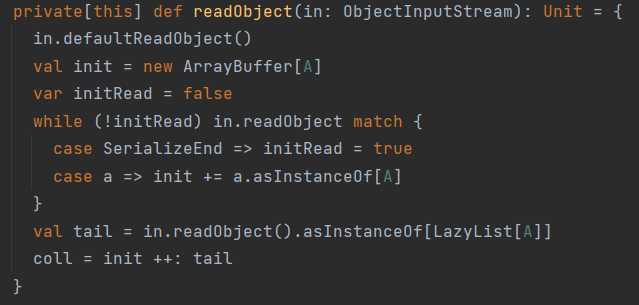 private[this] def readObject(in: ObjectInputStream): Unit = {
  in.defaultReadObject()
  val init = new ArrayBuffer[A]
  var initRead = false
  while (!initRead) in.readObject match {
    case SerializeEnd => initRead = true
    case a => init += a.asInstanceOf[A]
  }
  val tail = in.readObject().asInstanceOf[LazyList[A]]
  coll = init ++: tail
}